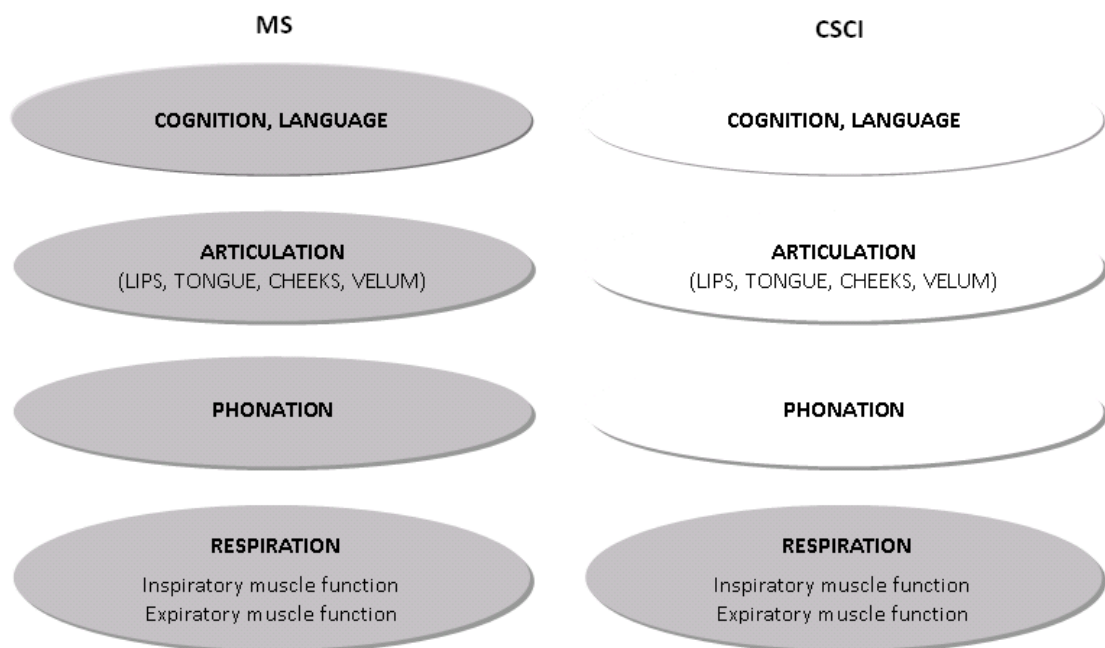 MS
COGNITION, LANGUAGE
ARTICULATION
(LIPS, TONGUE, CHEEKS, VELUM)
PHONATION
RESPIRATION
Inspiratory muscle function
Expiratory muscle function
CSCI
COGNITION, LANGUAGE
ARTICULATION
(LIPS, TONGUE, CHEEKS, VELUM)
PHONATION
RESPIRATION
Inspiratory muscle function
Expiratory muscle function